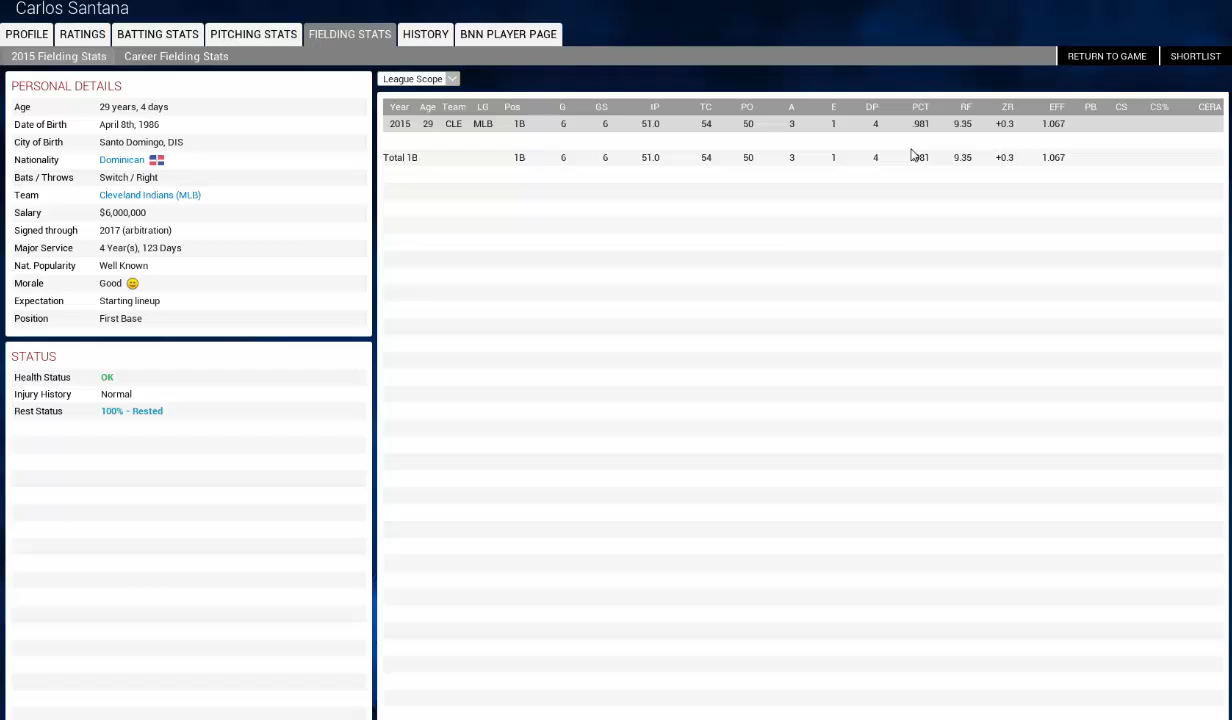 Carlos Santana
PROFILE RATINGS BATTING STATS PITCHING STATS FIELDING STATS HISTORY BNN PLAYER PAGE
2015 Fielding Stats Career Fielding Stats RETURN TO GAME SHORTLIST
PERSONAL DETAILS
Age 29 years, 4 days
Date of Birth April 8th, 1986
City of Birth Santo Domingo, DIS
Nationality Dominican
Bats / Throws Switch / Right
Team Cleveland Indians (MLB)
Salary $6,000,000
Signed through 2017 (arbitration)
Major Service 4 Year(s), 123 Days
Nat. Popularity Well Known
Morale Good
Expectation Starting lineup
Position First Base
STATUS
Health Status OK
Injury History Normal
Rest Status 100% - Rested
League Scope
Year Age Team LG Pos G GS IP TC PO A E DP PCT RF ZR EFF PB CS CS% CERA
2015 29 CLE MLB 1B 6 6 51.0 54 50 3 1 4 .981 9.35 +0.3 1.067
Total 1B 1B 6 6 51.0 54 50 3 1 4 .981 9.35 +0.3 1.067